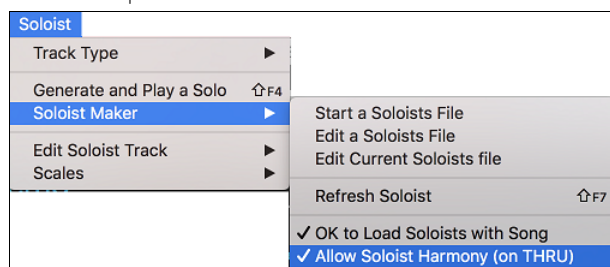 Soloist
Track Type
Generate and Play a Solo ⇧F4
Soloist Maker
Edit Soloist Track
Scales
Start a Soloists File
Edit a Soloists File
Edit Current Soloists file
Refresh Soloist ⇧F7
✓ OK to Load Soloists with Song
✓ Allow Soloist Harmony (on THRU)